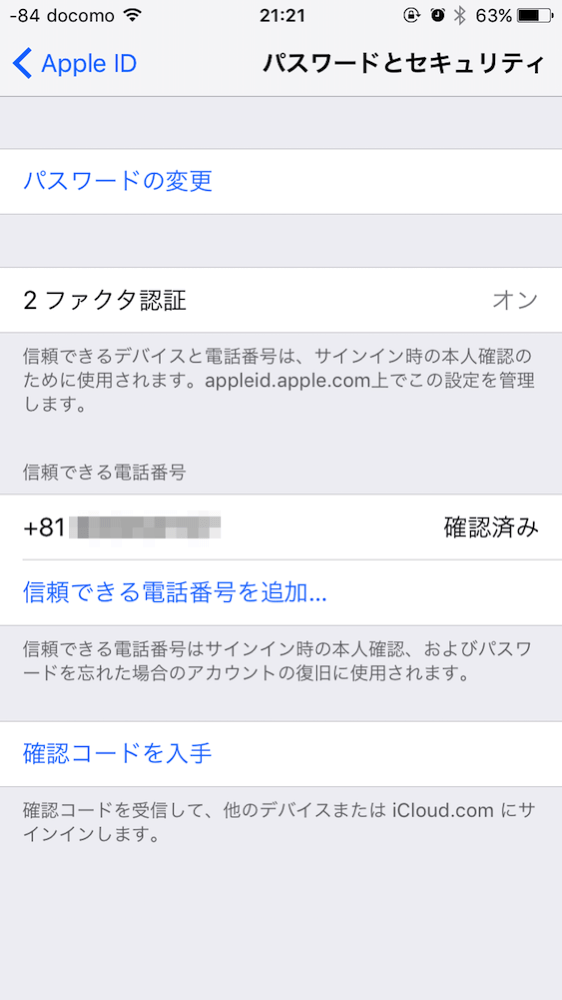 -84 docomo 21:21 63%
Apple ID パスワードとセキュリティ
パスワードの変更
2 ファクタ認証 オン
信頼できるデバイスと電話番号は、サインイン時の本人確認の
ために使用されます。appleid.apple.com上でこの設定を管理
します。
信頼できる電話番号
+81 確認済み
信頼できる電話番号を追加...
信頼できる電話番号はサインイン時の本人確認、およびパスワ
ードを忘れた場合のアカウントの復旧に使用されます。
確認コードを入手
確認コードを受信して、他のデバイスまたは iCloud.com にサ
インインします。